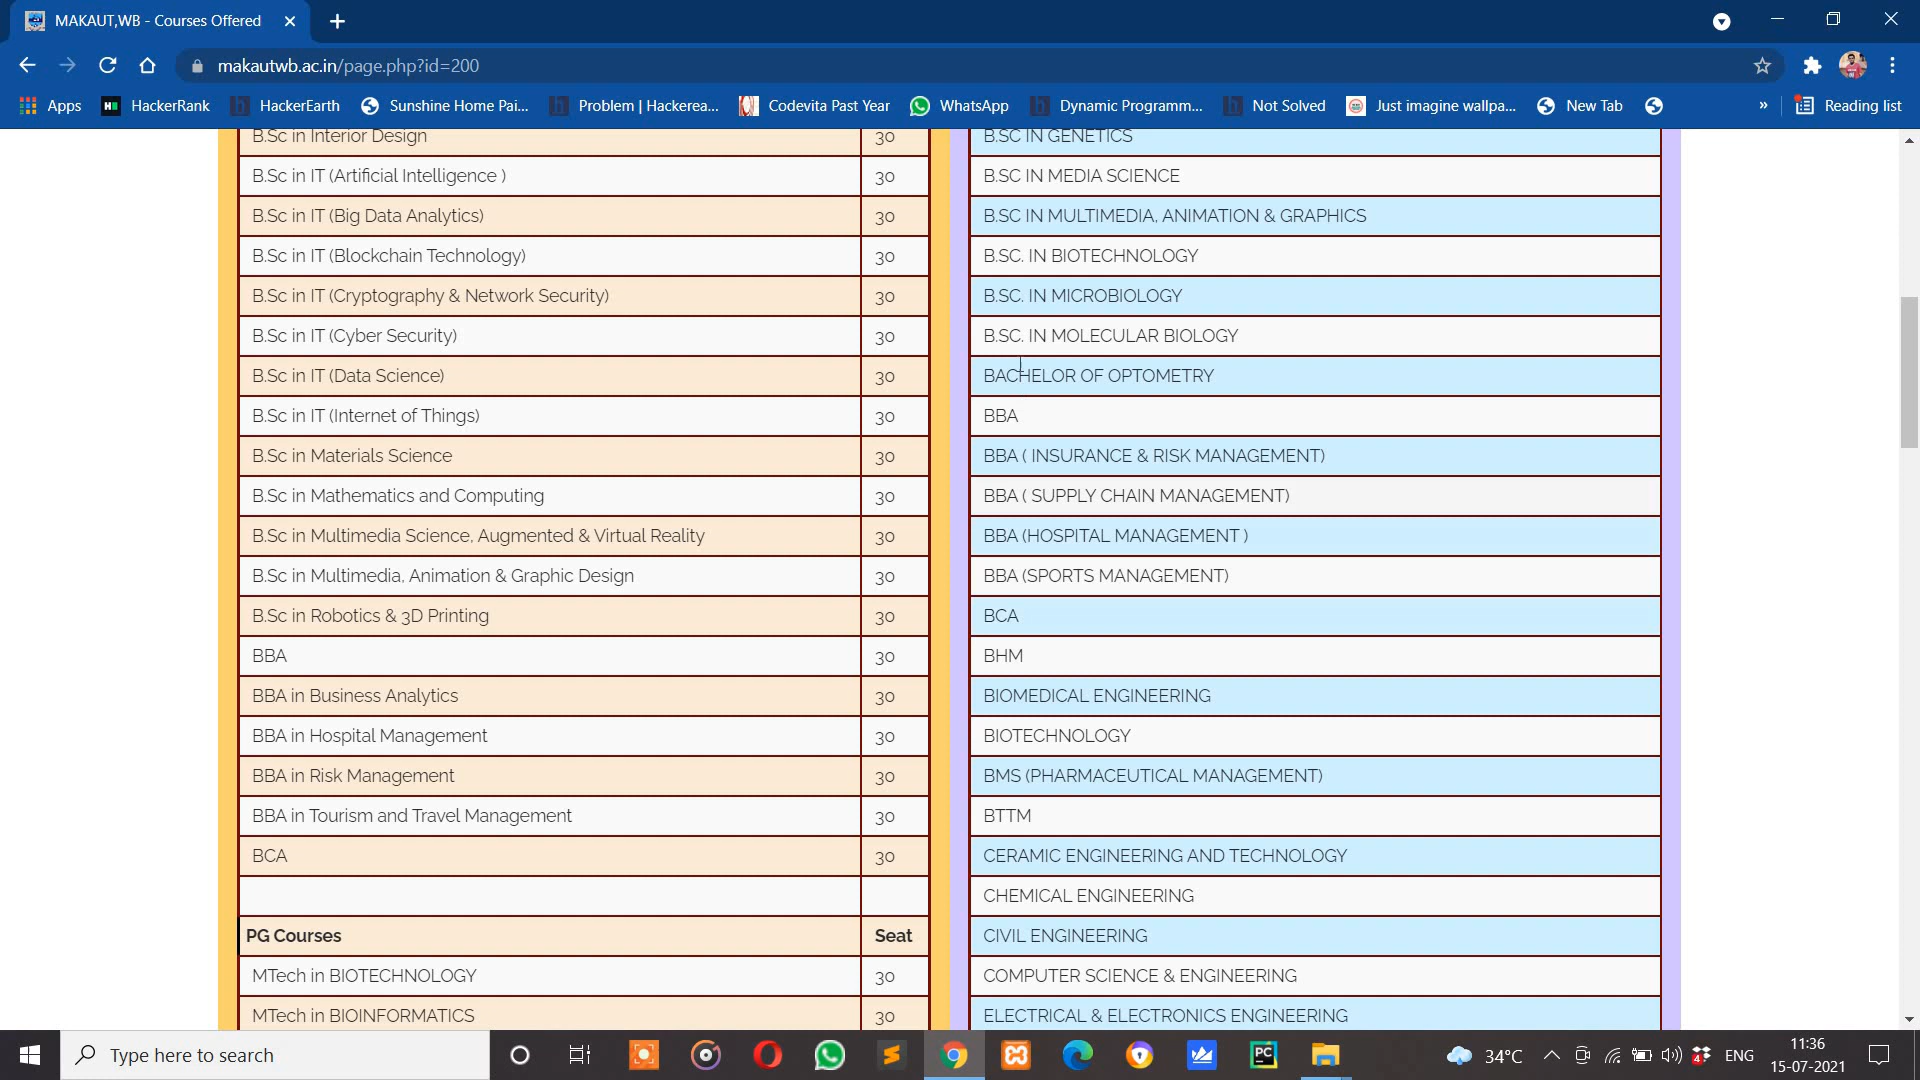 MAKAUT,WB - Courses Offered
makautwb.ac.in/page.php?id=200
Apps
HackerRank
HackerEarth
Sunshine Home Pai...
Problem | Hackerea...
Codevita Past Year
WhatsApp
Dynamic Programm...
Not Solved
Just imagine wallpa...
New Tab
»
Reading list
B.Sc in Interior Design 30
B.Sc in IT (Artificial Intelligence ) 30
B.Sc in IT (Big Data Analytics) 30
B.Sc in IT (Blockchain Technology) 30
B.Sc in IT (Cryptography & Network Security) 30
B.Sc in IT (Cyber Security) 30
B.Sc in IT (Data Science) 30
B.Sc in IT (Internet of Things) 30
B.Sc in Materials Science 30
B.Sc in Mathematics and Computing 30
B.Sc in Multimedia Science, Augmented & Virtual Reality 30
B.Sc in Multimedia, Animation & Graphic Design 30
B.Sc in Robotics & 3D Printing 30
BBA 30
BBA in Business Analytics 30
BBA in Hospital Management 30
BBA in Risk Management 30
BBA in Tourism and Travel Management 30
BCA 30
PG Courses Seat
MTech in BIOTECHNOLOGY 30
MTech in BIOINFORMATICS 30
B.SC IN GENETICS
B.SC IN MEDIA SCIENCE
B.SC IN MULTIMEDIA, ANIMATION & GRAPHICS
B.SC. IN BIOTECHNOLOGY
B.SC. IN MICROBIOLOGY
B.SC. IN MOLECULAR BIOLOGY
BACHELOR OF OPTOMETRY
BBA
BBA ( INSURANCE & RISK MANAGEMENT)
BBA ( SUPPLY CHAIN MANAGEMENT)
BBA (HOSPITAL MANAGEMENT )
BBA (SPORTS MANAGEMENT)
BCA
BHM
BIOMEDICAL ENGINEERING
BIOTECHNOLOGY
BMS (PHARMACEUTICAL MANAGEMENT)
BTTM
CERAMIC ENGINEERING AND TECHNOLOGY
CHEMICAL ENGINEERING
CIVIL ENGINEERING
COMPUTER SCIENCE & ENGINEERING
ELECTRICAL & ELECTRONICS ENGINEERING
Type here to search
PC
34°C
4
ENG
11:36
15-07-2021